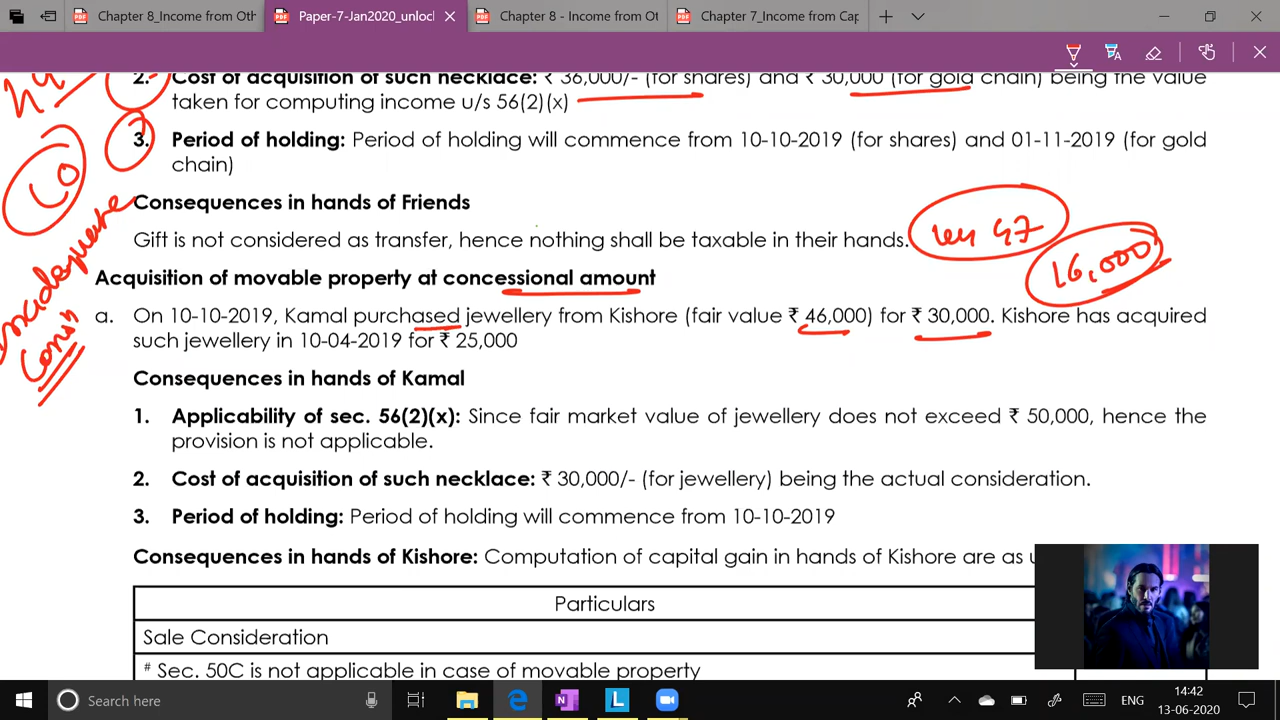 Chapter 8_Income from Oth
Paper-7-Jan2020_unlocl
Chapter 8 - Income from Ot
Chapter 7_Income from Cap
2. Cost of acquisition of such necklace: ₹ 36,000/- (for shares) and ₹ 30,000 (for gold chain) being the value
taken for computing income u/s 56(2)(x)
3. Period of holding: Period of holding will commence from 10-10-2019 (for shares) and 01-11-2019 (for gold
chain)
Consequences in hands of Friends
Gift is not considered as transfer, hence nothing shall be taxable in their hands.
47
16,000
Acquisition of movable property at concessional amount
Inadequate
Consn
a. On 10-10-2019, Kamal purchased jewellery from Kishore (fair value ₹ 46,000) for ₹ 30,000. Kishore has acquired
such jewellery in 10-04-2019 for ₹ 25,000
Consequences in hands of Kamal
1. Applicability of sec. 56(2)(x): Since fair market value of jewellery does not exceed ₹ 50,000, hence the
provision is not applicable.
2. Cost of acquisition of such necklace: ₹ 30,000/- (for jewellery) being the actual consideration.
3. Period of holding: Period of holding will commence from 10-10-2019
Consequences in hands of Kishore: Computation of capital gain in hands of Kishore are as
Particulars
Sale Consideration
# Sec. 50C is not applicable in case of movable property
Search here
ENG
14:42
13-06-2020